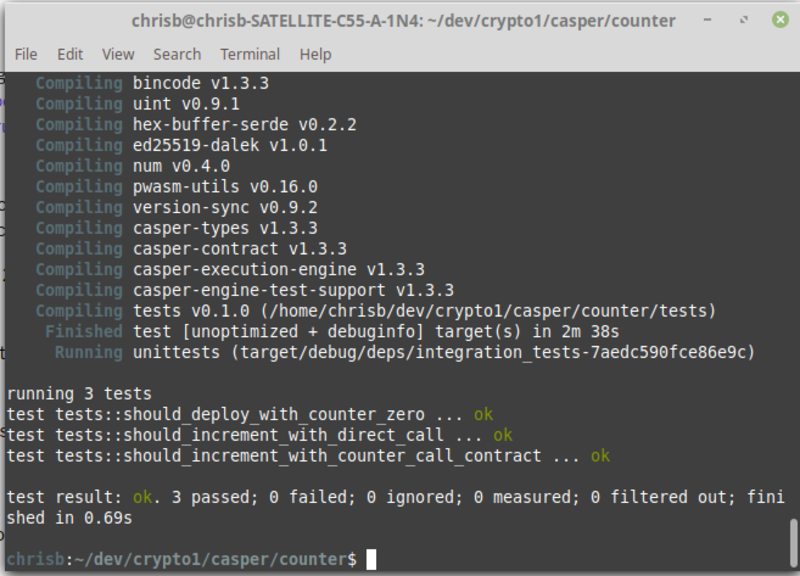 chrisb@chrisb-SATELLITE-C55-A-1N4: ~/dev/crypto1/casper/counter
File Edit View Search Terminal Help
Compiling bincode v1.3.3
Compiling uint v0.9.1
Compiling hex-buffer-serde v0.2.2
Compiling ed25519-dalek v1.0.1
Compiling num v0.4.0
Compiling pwasm-utils v0.16.0
Compiling version-sync v0.9.2
Compiling casper-types v1.3.3
Compiling casper-contract v1.3.3
Compiling casper-execution-engine v1.3.3
Compiling casper-engine-test-support v1.3.3
Compiling tests v0.1.0 (/home/chrisb/dev/crypto1/casper/counter/tests)
Finished test [unoptimized + debuginfo] target(s) in 2m 38s
Running unittests (target/debug/deps/integration_tests-7aedc590fce86e9c)
running 3 tests
test tests::should_deploy_with_counter_zero ... ok
test tests::should_increment_with_direct_call ... ok
test tests::should_increment_with_counter_call_contract ... ok
test result: ok. 3 passed; 0 failed; 0 ignored; 0 measured; 0 filtered out; fini
shed in 0.69s
chrisb:~/dev/crypto1/casper/counter$